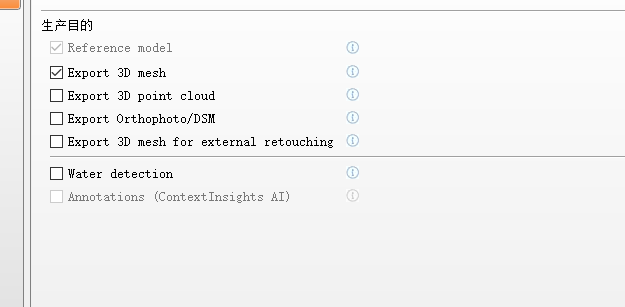 生产目的
Reference model
Export 3D mesh
Export 3D point cloud
Export Orthophoto/DSM
Export 3D mesh for external retouching
Water detection
Annotations (ContextInsights AI)